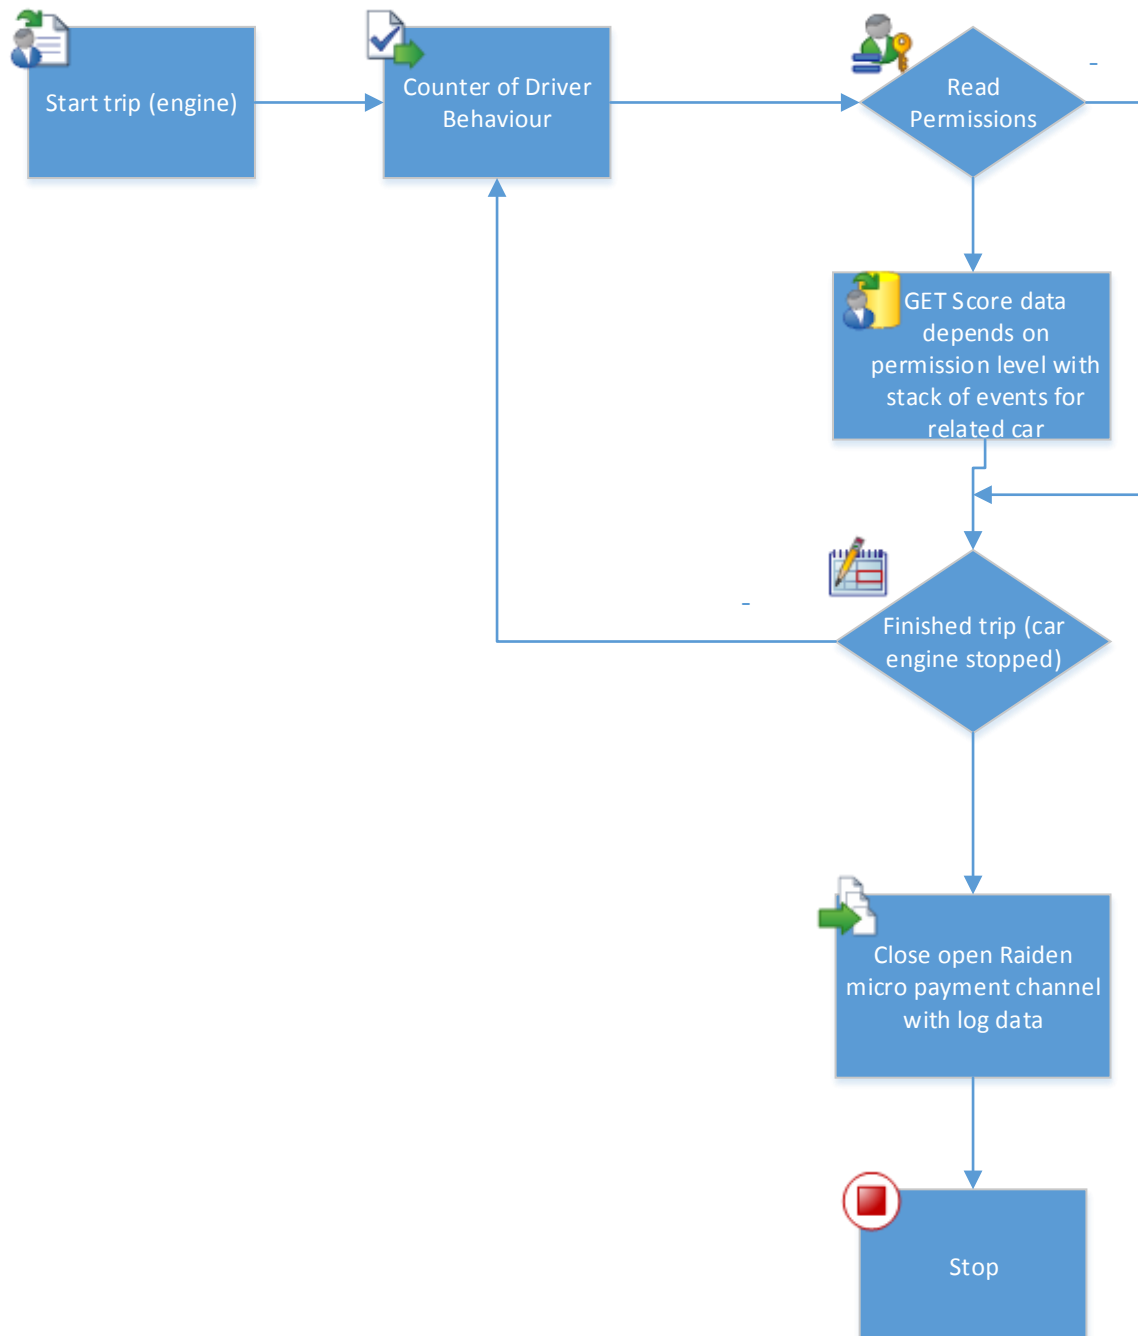 Start trip (engine)
Counter of Driver
Behaviour
Read
Permissions
-
GET Score data
depends on
permission level with
stack of events for
related car
-
Finished trip (car
engine stopped)
Close open Raiden
micro payment channel
with log data
Stop